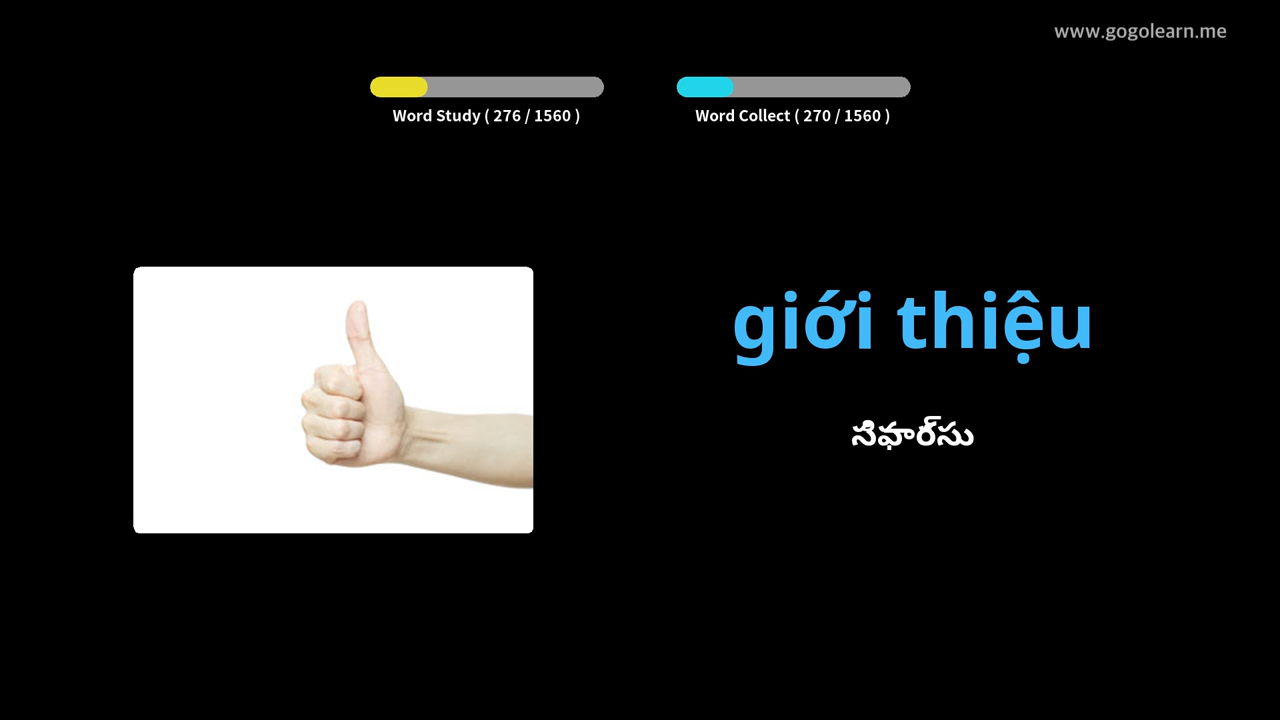 www.gogolearn.me
Word Study ( 276 / 1560 )
Word Collect ( 270 / 1560 )
giới thiệu
సిఫార్‌సు